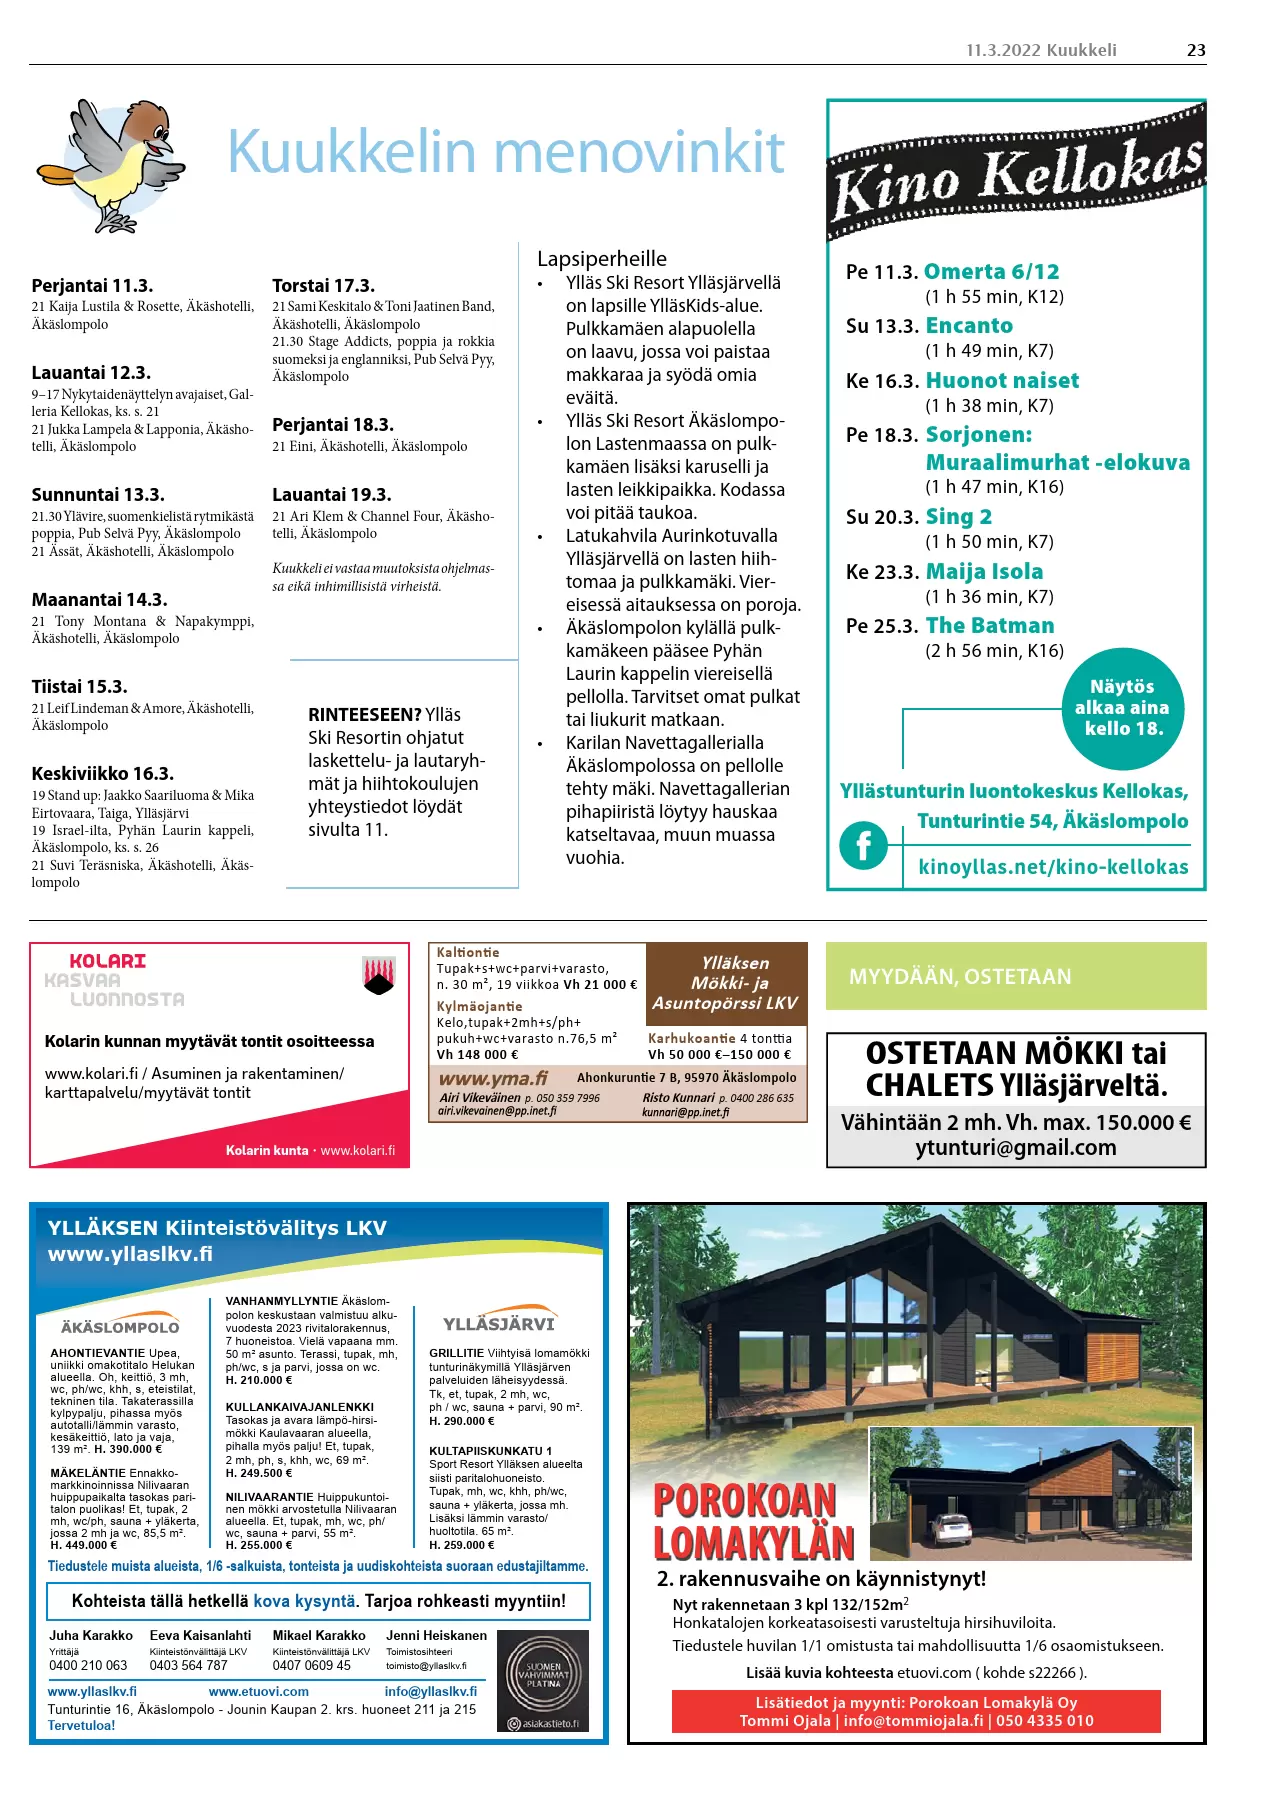 11.3.2022 Kuukkeli 23
Kuukkelin menovinkit
Perjantai 11.3.
21 Kaija Lustila & Rosette, Äkäshotelli,
Äkäslompolo
Lauantai 12.3.
9–17 Nykytaidenäyttelyn avajaiset, Gal-
leria Kellokas, ks. s. 21
21 Jukka Lampela & Lapponia, Äkäsho-
telli, Äkäslompolo
Sunnuntai 13.3.
21.30 Ylävire, suomenkielistä rytmikästä
poppia, Pub Selvä Pyy, Äkäslompolo
21 Ässät, Äkäshotelli, Äkäslompolo
Maanantai 14.3.
21 Tony Montana & Napakymppi,
Äkäshotelli, Äkäslompolo
Tiistai 15.3.
21 Leif Lindeman & Amore, Äkäshotelli,
Äkäslompolo
Keskiviikko 16.3.
19 Stand up: Jaakko Saariluoma & Mika
Eirtovaara, Taiga, Ylläsjärvi
19 Israel-ilta, Pyhän Laurin kappeli,
Äkäslompolo, ks. s. 26
21 Suvi Teräsniska, Äkäshotelli, Äkäs-
lompolo
Torstai 17.3.
21 Sami Keskitalo & Toni Jaatinen Band,
Äkäshotelli, Äkäslompolo
21.30 Stage Addicts, poppia ja rokkia
suomeksi ja englanniksi, Pub Selvä Pyy,
Äkäslompolo
Perjantai 18.3.
21 Eini, Äkäshotelli, Äkäslompolo
Lauantai 19.3.
21 Ari Klem & Channel Four, Äkäsho-
telli, Äkäslompolo
Kuukkeli ei vastaa muutoksista ohjelmas-
sa eikä inhimillisistä virheistä.
RINTEESEEN? Ylläs
Ski Resortin ohjatut
laskettelu- ja lautaryh-
mät ja hiihtokoulujen
yhteystiedot löydät
sivulta 11.
Lapsiperheille
• Ylläs Ski Resort Ylläsjärvellä
on lapsille YlläsKids-alue.
Pulkkamäen alapuolella
on laavu, jossa voi paistaa
makkaraa ja syödä omia
eväitä.
• Ylläs Ski Resort Äkäslompo-
lon Lastenmaassa on pulk-
kamäen lisäksi karuselli ja
lasten leikkipaikka. Kodassa
voi pitää taukoa.
• Latukahvila Aurinkotuvalla
Ylläsjärvellä on lasten hiih-
tomaa ja pulkkamäki. Vier-
eisessä aitauksessa on poroja.
• Äkäslompolon kylällä pulk-
kamäkeen pääsee Pyhän
Laurin kappelin viereisellä
pellolla. Tarvitset omat pulkat
tai liukurit matkaan.
• Karilan Navettagallerialla
Äkäslompolossa on pellolle
tehty mäki. Navettagallerian
pihapiiristä löytyy hauskaa
katseltavaa, muun muassa
vuohia.
Kino Kellokas
Pe 11.3. Omerta 6/12
(1 h 55 min, K12)
Su 13.3. Encanto
(1 h 49 min, K7)
Ke 16.3. Huonot naiset
(1 h 38 min, K7)
Pe 18.3. Sorjonen:
Muraalimurhat -elokuva
(1 h 47 min, K16)
Su 20.3. Sing 2
(1 h 50 min, K7)
Ke 23.3. Maija Isola
(1 h 36 min, K7)
Pe 25.3. The Batman
(2 h 56 min, K16)
Näytös
alkaa aina
kello 18.
Yllästunturin luontokeskus Kellokas,
Tunturintie 54, Äkäslompolo
f
kinoyllas.net/kino-kellokas
KOLARI
KASVAA
LUONNOSTA
Kolarin kunnan myytävät tontit osoitteessa
www.kolari.fi / Asuminen ja rakentaminen/
karttapalvelu/myytävät tontit
Kolarin kunta · www.kolari.fi
Kaltiontie
Tupak+s+wc+parvi+varasto,
n. 30 m², 19 viikkoa Vh 21 000 €
Kylmäojantie
Kelo,tupak+2mh+s/ph+
pukuh+wc+varasto n.76,5 m²
Vh 148 000 €
Ylläksen
Mökki- ja
Asuntopörssi LKV
Karhukoantie 4 tonttia
Vh 50 000 €–150 000 €
www.yma.fi Ahonkuruntie 7 B, 95970 Äkäslompolo
Airi Vikeväinen p. 050 359 7996
airi.vikevainen@pp.inet.fi
Risto Kunnari p. 0400 286 635
kunnari@pp.inet.fi
MYYDÄÄN, OSTETAAN
OSTETAAN MÖKKI tai
CHALETS Ylläsjärveltä.
Vähintään 2 mh. Vh. max. 150.000 €
ytunturi@gmail.com
YLLÄKSEN Kiinteistövälitys LKV
www.yllaslkv.fi
ÄKÄSLOMPOLO
AHONTIEVANTIE Upea,
uniikki omakotitalo Helukan
alueella. Oh, keittiö, 3 mh,
wc, ph/wc, khh, s, eteistilat,
tekninen tila. Takaterassilla
kylpypalju, pihassa myös
autotalli/lämmin varasto,
kesäkeittiö, lato ja vaja,
139 m². H. 390.000 €
MÄKELÄNTIE Ennakko-
markkinoinnissa Nilivaaran
huippupaikalta tasokas pari-
talon puolikas! Et, tupak, 2
mh, wc/ph, sauna + yläkerta,
jossa 2 mh ja wc, 85,5 m².
H. 449.000 €
VANHANMYLLYNTIE Äkäslom-
polon keskustaan valmistuu alku-
vuodesta 2023 rivitalorakennus,
7 huoneistoa. Vielä vapaana mm.
50 m² asunto. Terassi, tupak, mh,
ph/wc, s ja parvi, jossa on wc.
H. 210.000 €
KULLANKAIVAJANLENKKI
Tasokas ja avara lämpö-hirsi-
mökki Kaulavaaran alueella,
pihalla myös palju! Et, tupak,
2 mh, ph, s, khh, wc, 69 m².
H. 249.500 €
NILIVAARANTIE Huippukuntoi-
nen mökki arvostetulla Nilivaaran
alueella. Et, tupak, mh, wc, ph/
wc, sauna + parvi, 55 m².
H. 255.000 €
YLLÄSJÄRVI
GRILLITIE Viihtyisä lomamökki
tunturinäkymillä Ylläsjärven
palveluiden läheisyydessä.
Tk, et, tupak, 2 mh, wc,
ph / wc, sauna + parvi, 90 m².
H. 290.000 €
KULTAPIISKUNKATU 1
Sport Resort Ylläksen alueelta
siisti paritalohuoneisto.
Tupak, mh, wc, khh, ph/wc,
sauna + yläkerta, jossa mh.
Lisäksi lämmin varasto/
huoltotila. 65 m².
H. 259.000 €
Tiedustele muista alueista, 1/6 -salkuista, tonteista ja uudiskohteista suoraan edustajiltamme.
Kohteista tällä hetkellä kova kysyntä. Tarjoa rohkeasti myyntiin!
Juha Karakko
Yrittäjä
0400 210 063
Eeva Kaisanlahti
Kiinteistönvälittäjä LKV
0403 564 787
Mikael Karakko
Kiinteistönvälittäjä LKV
0407 0609 45
Jenni Heiskanen
Toimistosihteeri
toimisto@yllaslkv.fi
www.yllaslkv.fi www.etuovi.com info@yllaslkv.fi
Tunturintie 16, Äkäslompolo - Jounin Kaupan 2. krs. huoneet 211 ja 215
Tervetuloa!
SUOMEN
VAHVIMMAT
PLATINA
asiakastieto.fi
POROKOAN
LOMAKYLÄN
2. rakennusvaihe on käynnistynyt!
Nyt rakennetaan 3 kpl 132/152m²
Honkatalojen korkeatasoisesti varusteltuja hirsihuviloita.
Tiedustele huvilan 1/1 omistusta tai mahdollisuutta 1/6 osaomistukseen.
Lisää kuvia kohteesta etuovi.com ( kohde s22266 ).
Lisätiedot ja myynti: Porokoan Lomakylä Oy
Tommi Ojala | info@tommiojala.fi | 050 4335 010